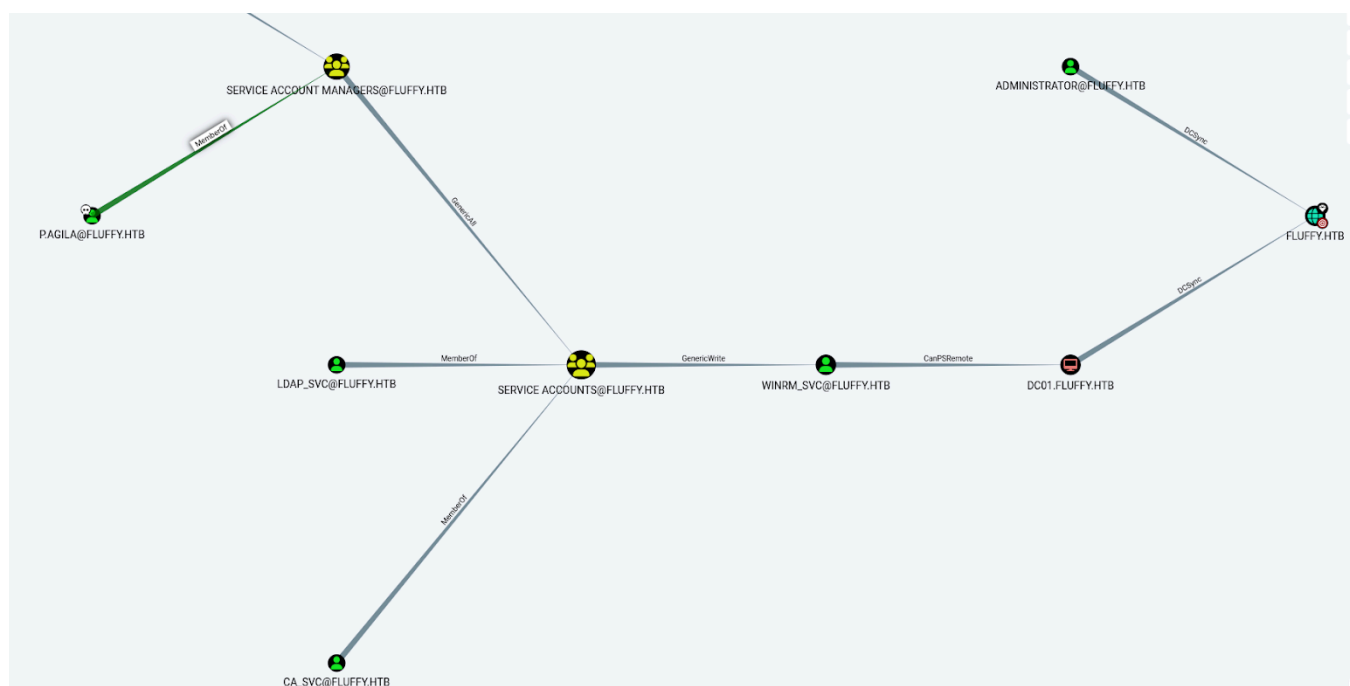 SERVICE ACCOUNT MANAGERS@FLUFFY.HTB
ADMINISTRATOR@FLUFFY.HTB
MemberOf
DCSync
GenericAll
P.AGILA@FLUFFY.HTB
FLUFFY.HTB
DCSync
MemberOf
GenericWrite
CanPSRemote
LDAP_SVC@FLUFFY.HTB
SERVICE ACCOUNTS@FLUFFY.HTB
WINRM_SVC@FLUFFY.HTB
DC01.FLUFFY.HTB
MemberOf
CA_SVC@FLUFFY.HTB